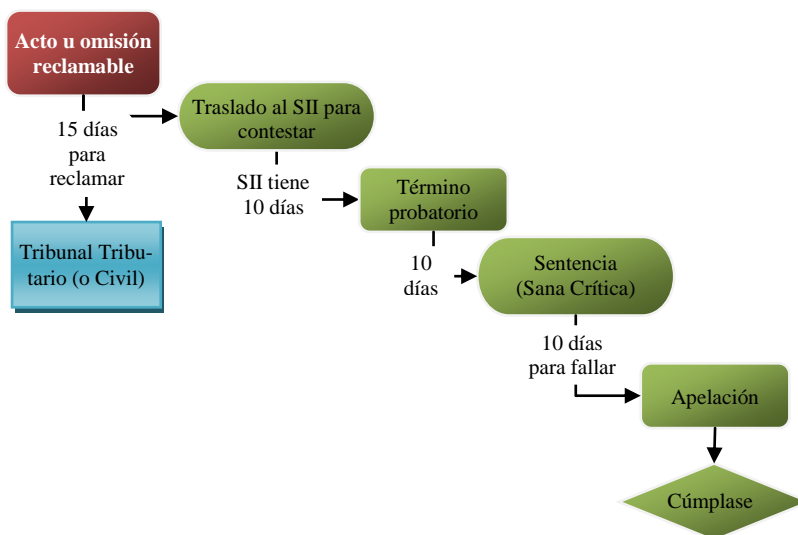 Acto u omisión
reclamable
15 días
para
reclamar
Tribunal Tribu-
tario (o Civil)
Traslado al SII para
contestar
SII tiene
10 días
Término
probatorio
10
días
Sentencia
(Sana Crítica)
10 días
para fallar
Apelación
Cúmplase